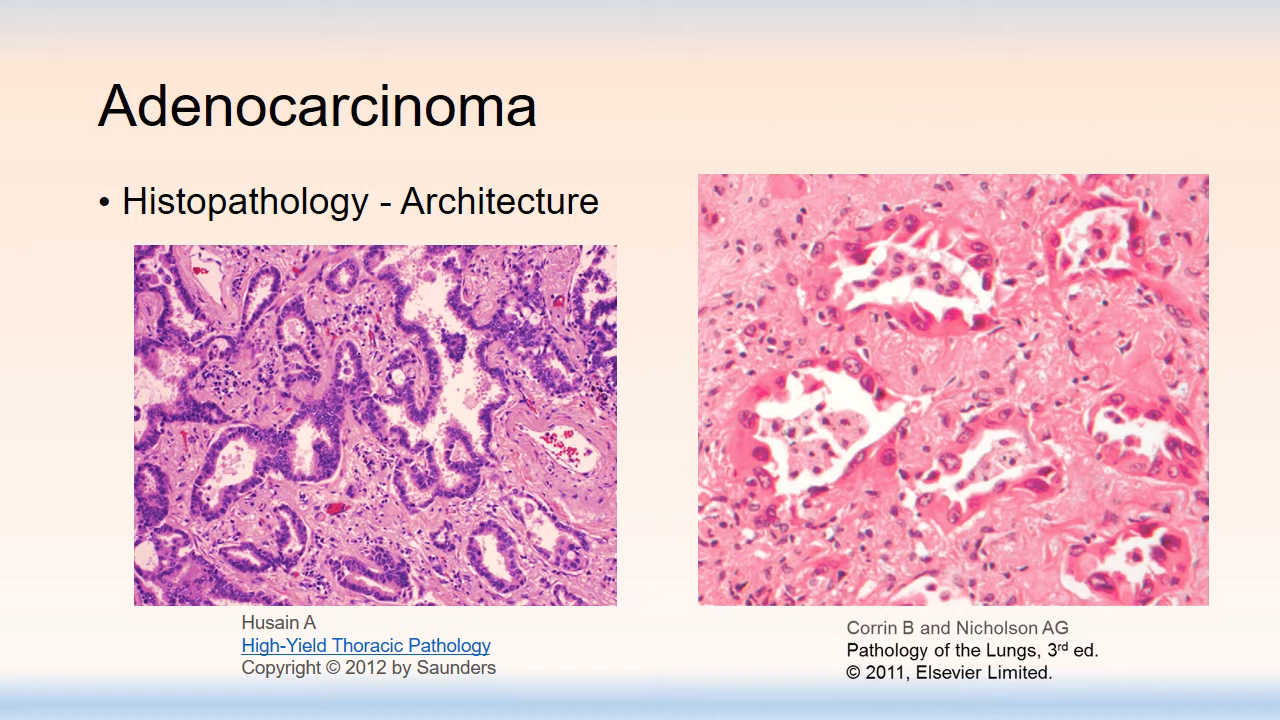 Adenocarcinoma
• Histopathology - Architecture
Husain A
High-Yield Thoracic Pathology
Copyright © 2012 by Saunders
Corrin B and Nicholson AG
Pathology of the Lungs, 3rd ed.
© 2011, Elsevier Limited.